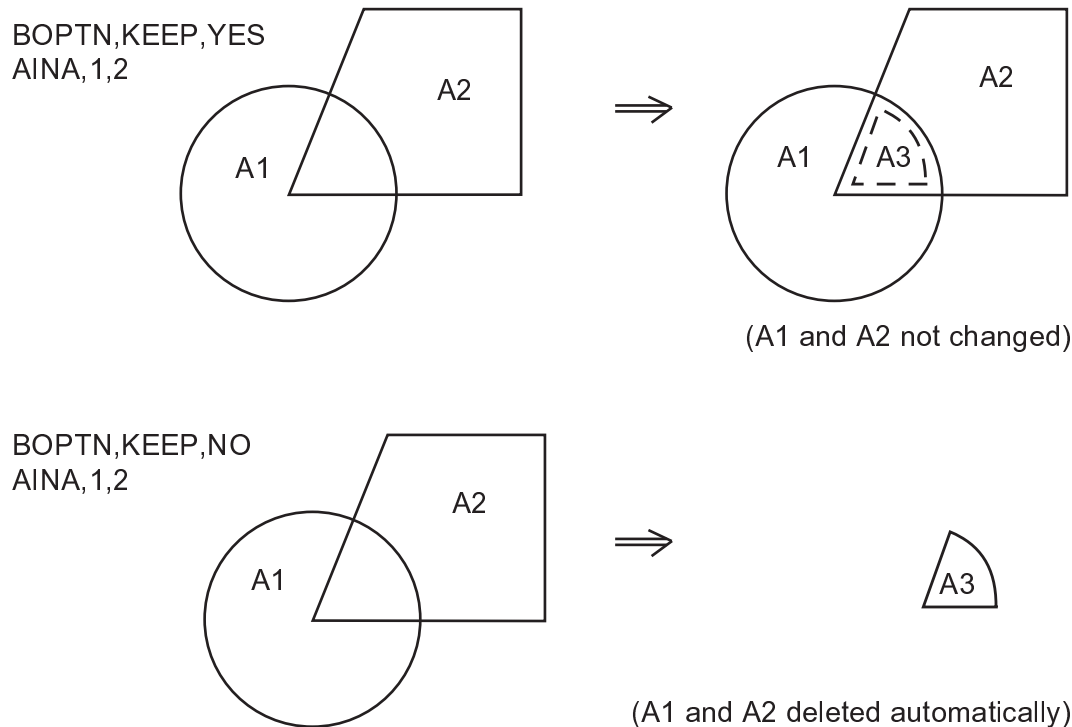 BOPTN,KEEP,YES
AINA,1,2
A1
A2
A1
A2
A3
(A1 and A2 not changed)
BOPTN,KEEP,NO
AINA,1,2
A1
A2
A3
(A1 and A2 deleted automatically)